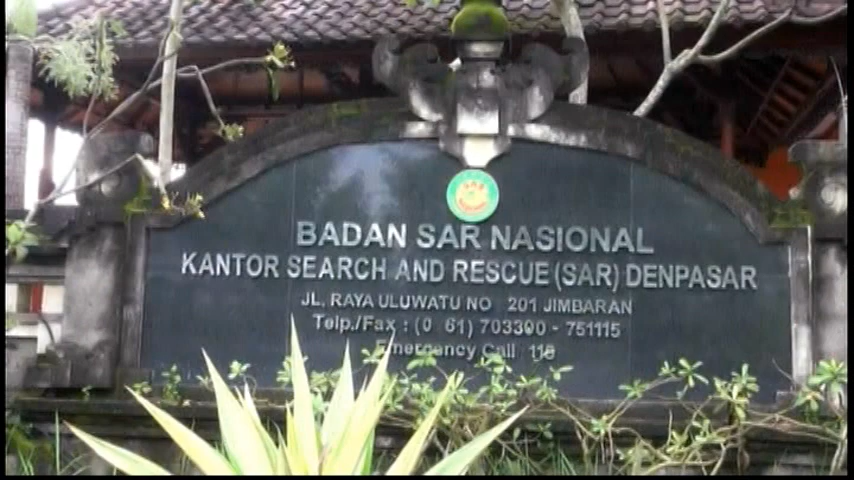 BADAN SAR NASIONAL
KANTOR SEARCH AND RESCUE (SAR) DENPASAR
JL. RAYA ULUWATU NO 201 JIMBARAN
Telp./Fax : (0 61) 703300 - 751115
Emergency Call 115